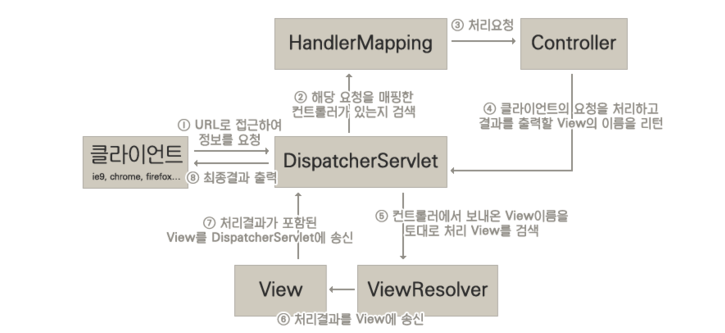 ③ 처리요청
HandlerMapping
Controller
② 해당 요청을 매핑한
컨트롤러가 있는지 검색
④ 클라이언트의 요청을 처리하고
결과를 출력할 View의 이름을 리턴
① URL로 접근하여
정보를 요청
클라이언트
ie9, chrome, firefox...
DispatcherServlet
⑧ 최종결과 출력
⑦ 처리결과가 포함된
View를 DispatcherServlet에 송신
⑤ 컨트롤러에서 보내온 View이름을
토대로 처리 View를 검색
View
ViewResolver
⑥ 처리결과를 View에 송신